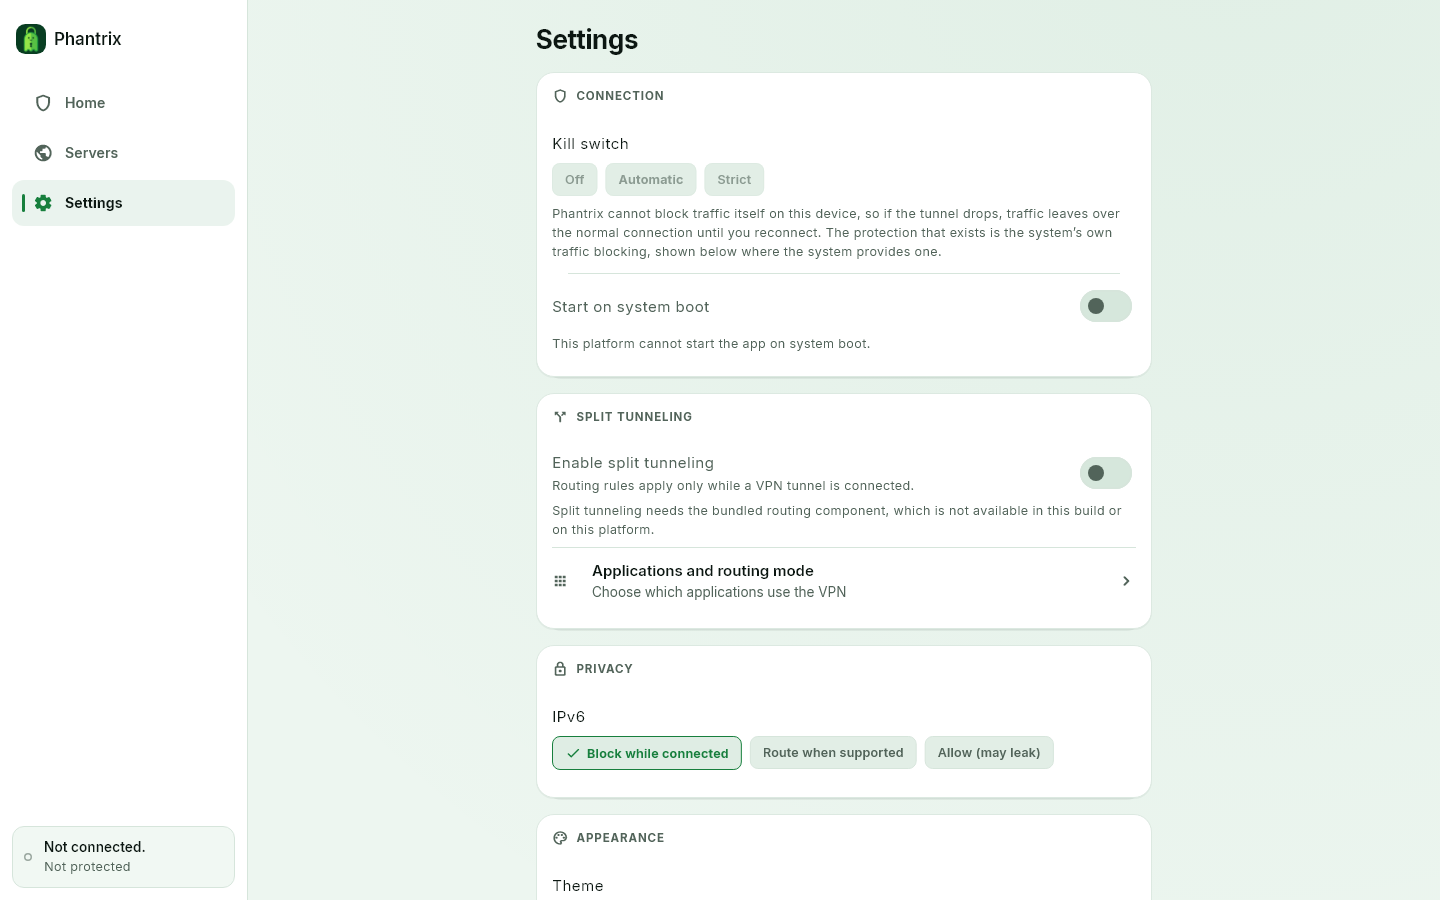 Phantrix
Home
Servers
Settings
Not connected.
Not protected
Settings
CONNECTION
Kill switch
Off Automatic Strict
Phantrix cannot block traffic itself on this device, so if the tunnel drops, traffic leaves over
the normal connection until you reconnect. The protection that exists is the system’s own
traffic blocking, shown below where the system provides one.
Start on system boot
This platform cannot start the app on system boot.
SPLIT TUNNELING
Enable split tunneling
Routing rules apply only while a VPN tunnel is connected.
Split tunneling needs the bundled routing component, which is not available in this build or
on this platform.
Applications and routing mode
Choose which applications use the VPN
PRIVACY
IPv6
Block while connected Route when supported Allow (may leak)
APPEARANCE
Theme